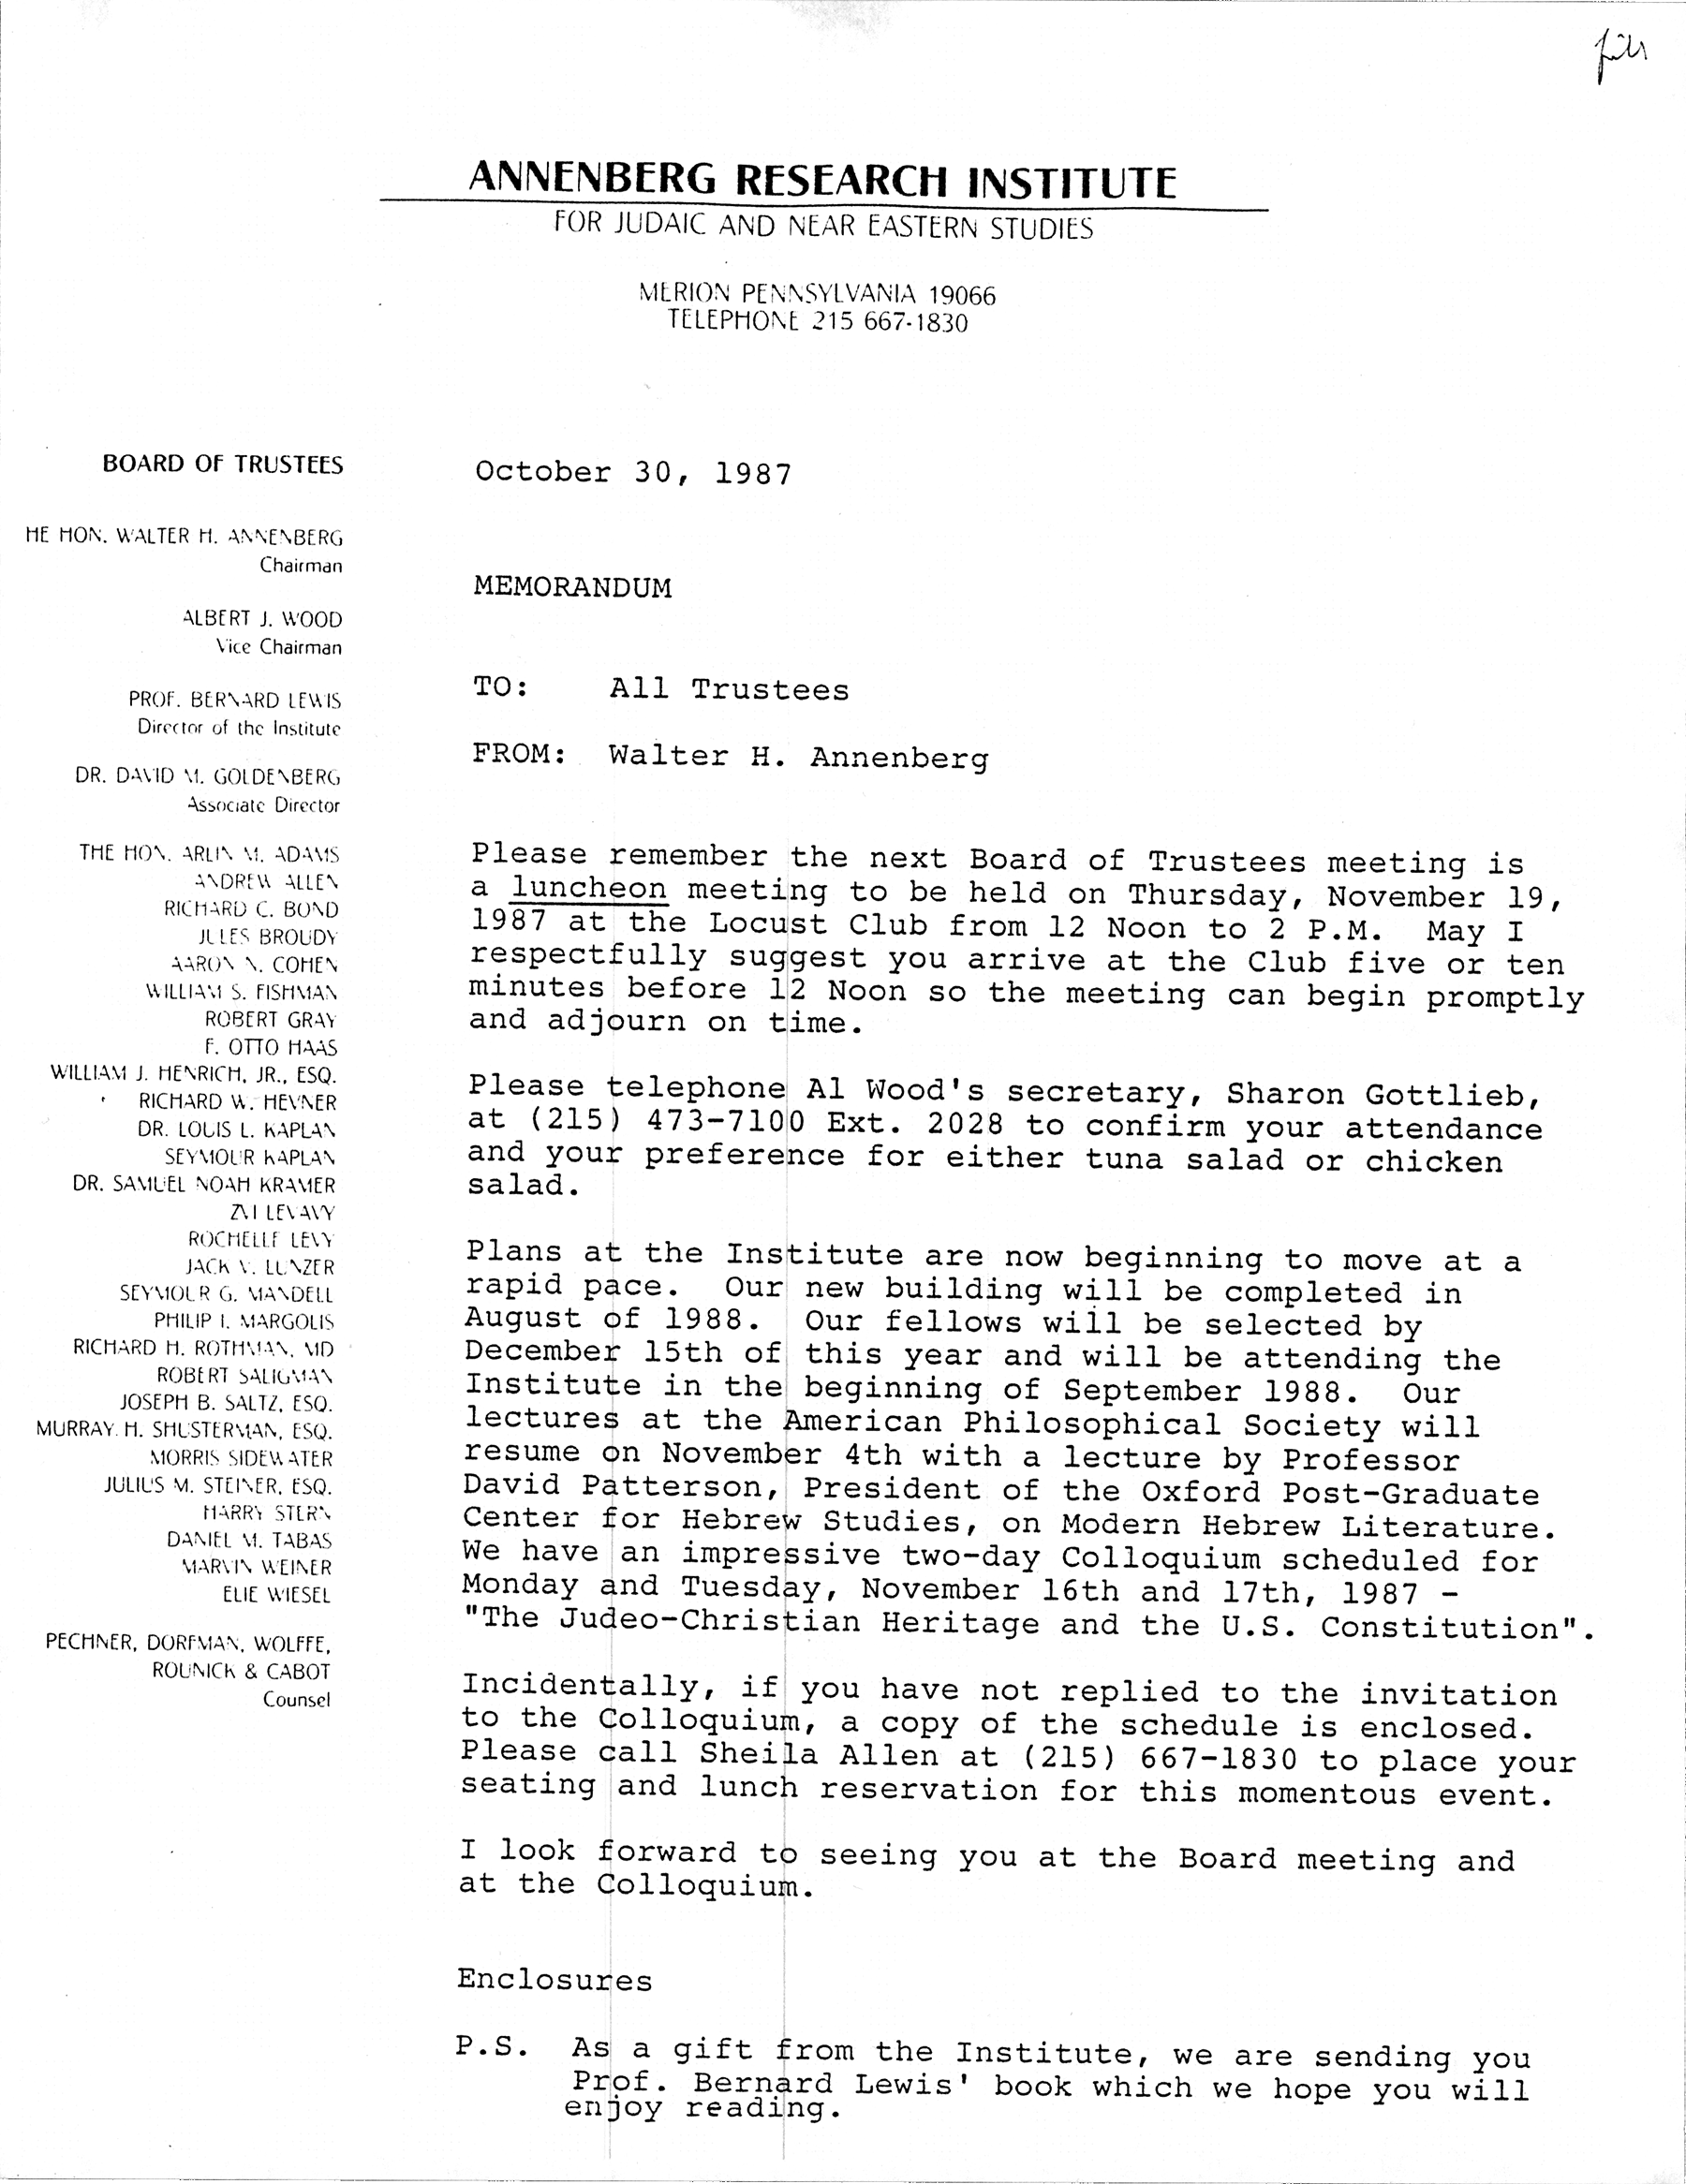 file
ANNENBERG RESEARCH INSTITUTE
FOR JUDAIC AND NEAR EASTERN STUDIES
MERION PENNSYLVANIA 19066
TELEPHONE 215 667-1830
BOARD OF TRUSTEES
HE HON. WALTER H. ANNENBERG
Chairman
ALBERT J. WOOD
Vice Chairman
PROF. BERNARD LEWIS
Director of the Institute
DR. DAVID M. GOLDENBERG
Associate Director
THE HON. ARLIN M. ADAMS
ANDREW ALLEN
RICHARD C. BOND
JULES BROUDY
AARON N. COHEN
WILLIAM S. FISHMAN
ROBERT GRAY
F. OTTO HAAS
WILLIAM J. HENRICH, JR., ESQ.
RICHARD W. HEVNER
DR. LOUIS L. KAPLAN
SEYMOUR KAPLAN
DR. SAMUEL NOAH KRAMER
ZVI LEVAVY
ROCHELLE LEVY
JACK V. LUNZER
SEYMOUR G. MANDELL
PHILIP I. MARGOLIS
RICHARD H. ROTHMAN, MD
ROBERT SALIGMAN
JOSEPH B. SALTZ, ESQ.
MURRAY H. SHUSTERMAN, ESQ.
MORRIS SIDEWATER
JULIUS M. STEINER, ESQ.
HARRY STERN
DANIEL M. TABAS
MARVIN WEINER
ELIE WIESEL
PECHNER, DORFMAN, WOLFFE,
ROUNICK & CABOT
Counsel
October 30, 1987
MEMORANDUM
TO: All Trustees
FROM: Walter H. Annenberg
Please remember the next Board of Trustees meeting is
a luncheon meeting to be held on Thursday, November 19,
1987 at the Locust Club from 12 Noon to 2 P.M. May I
respectfully suggest you arrive at the Club five or ten
minutes before 12 Noon so the meeting can begin promptly
and adjourn on time.
Please telephone Al Wood's secretary, Sharon Gottlieb,
at (215) 473-7100 Ext. 2028 to confirm your attendance
and your preference for either tuna salad or chicken
salad.
Plans at the Institute are now beginning to move at a
rapid pace. Our new building will be completed in
August of 1988. Our fellows will be selected by
December 15th of this year and will be attending the
Institute in the beginning of September 1988. Our
lectures at the American Philosophical Society will
resume on November 4th with a lecture by Professor
David Patterson, President of the Oxford Post-Graduate
Center for Hebrew Studies, on Modern Hebrew Literature.
We have an impressive two-day Colloquium scheduled for
Monday and Tuesday, November 16th and 17th, 1987 -
"The Judeo-Christian Heritage and the U.S. Constitution".
Incidentally, if you have not replied to the invitation
to the Colloquium, a copy of the schedule is enclosed.
Please call Sheila Allen at (215) 667-1830 to place your
seating and lunch reservation for this momentous event.
I look forward to seeing you at the Board meeting and
at the Colloquium.
Enclosures
P.S. As a gift from the Institute, we are sending you
Prof. Bernard Lewis' book which we hope you will
enjoy reading.